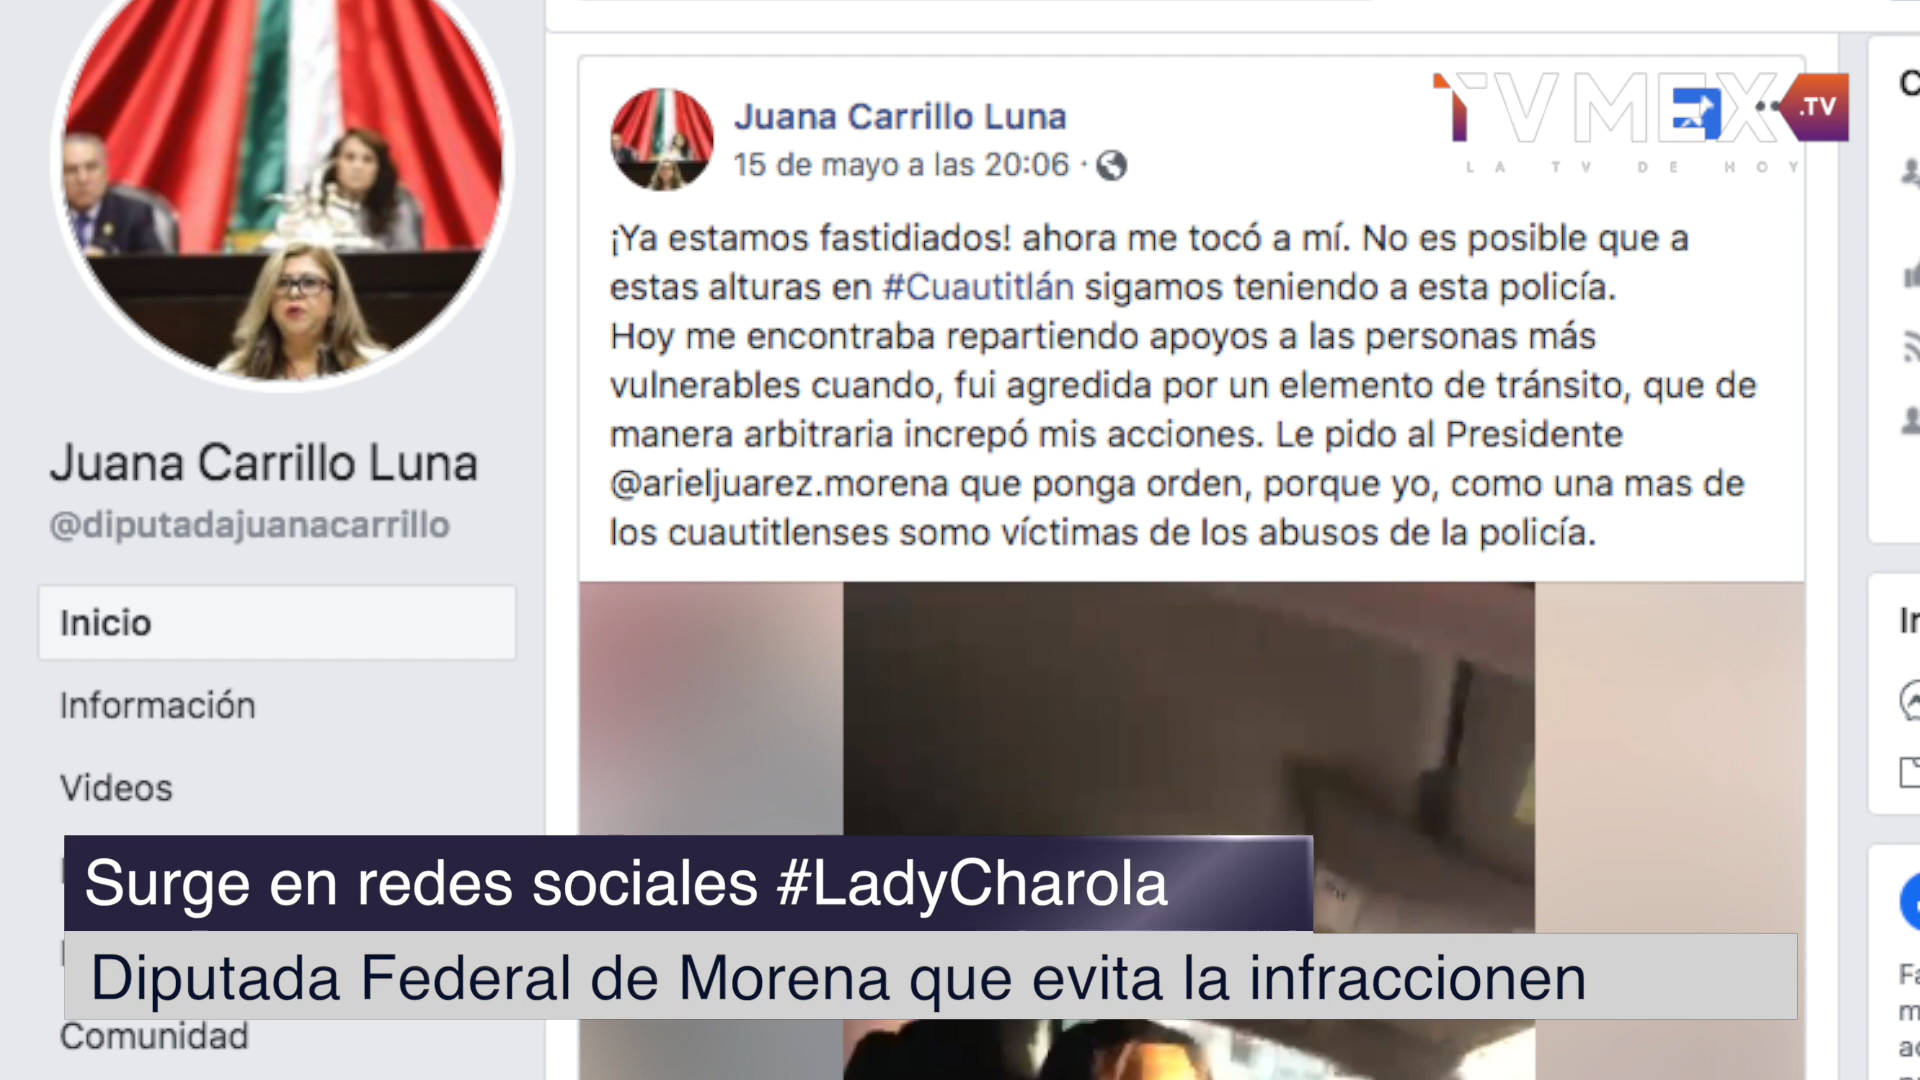 Juana Carrillo Luna
@diputadajuanacarrillo
Inicio
Información
Videos
Comunidad
Juana Carrillo Luna
15 de mayo a las 20:06 ·
¡Ya estamos fastidiados! ahora me tocó a mí. No es posible que a
estas alturas en #Cuautitlán sigamos teniendo a esta policía.
Hoy me encontraba repartiendo apoyos a las personas más
vulnerables cuando, fui agredida por un elemento de tránsito, que de
manera arbitraria increpó mis acciones. Le pido al Presidente
@arieljuarez.morena que ponga orden, porque yo, como una mas de
los cuautitlenses somo víctimas de los abusos de la policía.
TVMEX .TV
LA TV DE HOY
Surge en redes sociales #LadyCharola
Diputada Federal de Morena que evita la infraccionen